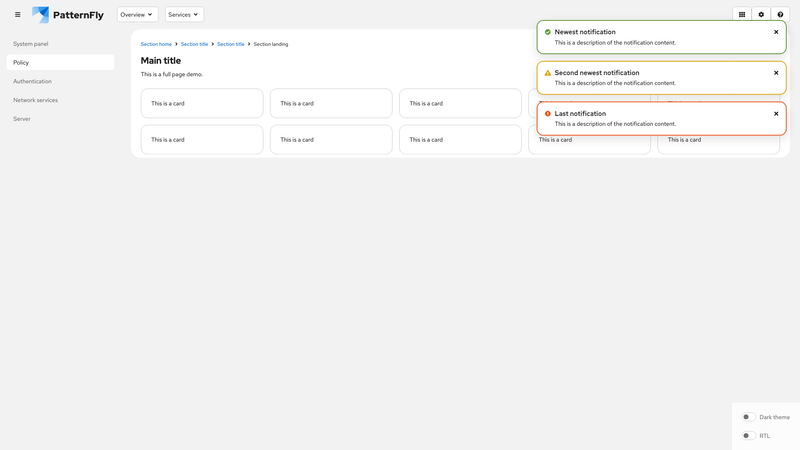 PatternFly
Overview
Services
System panel
Policy
Authentication
Network services
Server
Section home
Section title
Section title
Section landing
Main title
This is a full page demo.
This is a card
This is a card
This is a card
This is a card
This is a card
This is a card
This is a card
This is a card
Newest notification
This is a description of the notification content.
Second newest notification
This is a description of the notification content.
Last notification
This is a description of the notification content.
Dark theme
RTL